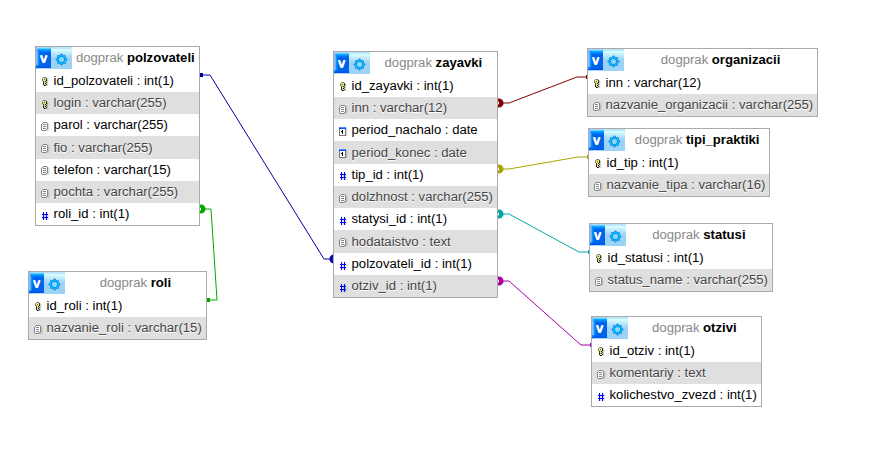 v dogprak polzovateli
id_polzovateli : int(1)
login : varchar(255)
parol : varchar(255)
fio : varchar(255)
telefon : varchar(15)
pochta : varchar(255)
roli_id : int(1)
v dogprak roli
id_roli : int(1)
nazvanie_roli : varchar(15)
v dogprak zayavki
id_zayavki : int(1)
inn : varchar(12)
period_nachalo : date
period_konec : date
tip_id : int(1)
dolzhnost : varchar(255)
statysi_id : int(1)
hodataistvo : text
polzovateli_id : int(1)
otziv_id : int(1)
v dogprak organizacii
inn : varchar(12)
nazvanie_organizacii : varchar(255)
v dogprak tipi_praktiki
id_tip : int(1)
nazvanie_tipa : varchar(16)
v dogprak statusi
id_statusi : int(1)
status_name : varchar(255)
v dogprak otzivi
id_otziv : int(1)
komentariy : text
kolichestvo_zvezd : int(1)